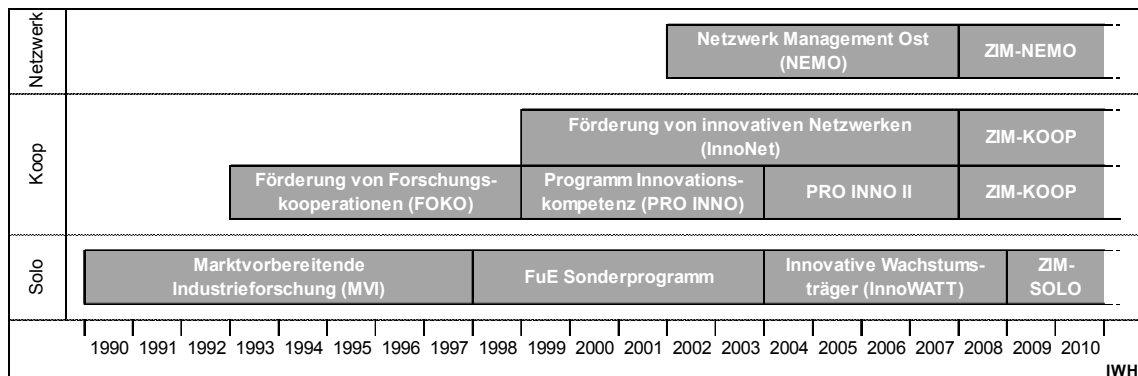 Netzwerk
Netzwerk Management Ost
(NEMO)
ZIM-NEMO
Koop
Förderung von innovativen Netzwerken
(InnoNet)
ZIM-KOOP
Förderung von Forschungs-
kooperationen (FOKO)
Programm Innovations-
kompetenz (PRO INNO)
PRO INNO II
ZIM-KOOP
Solo
Marktvorbereitende
Industrieforschung (MVI)
FuE Sonderprogramm
Innovative Wachstums-
träger (InnoWATT)
ZIM-
SOLO
1990 1991 1992 1993 1994 1995 1996 1997 1998 1999 2000 2001 2002 2003 2004 2005 2006 2007 2008 2009 2010
IWH